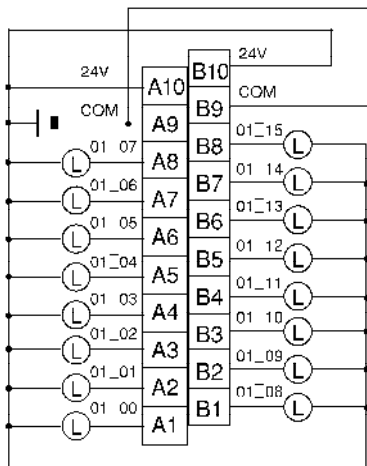 24V
B10
24V
A10
B9
COM
COM
A9
B8
01_15
L
01 07
L
A8
B7
01 14
L
01_06
L
A7
B6
01_13
L
01 05
L
A6
B5
01 12
L
01_04
L
A5
B4
01_11
L
01 03
L
A4
B3
01 10
L
01_02
L
A3
B2
01_09
L
01_01
L
A2
B1
01_08
L
01 00
L
A1